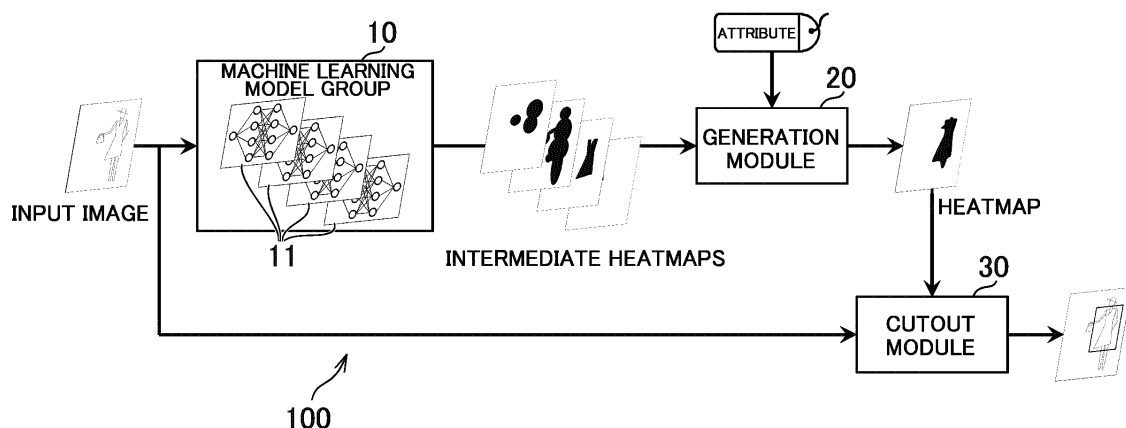 10
MACHINE LEARNING
MODEL GROUP
11
INPUT IMAGE
INTERMEDIATE HEATMAPS
ATTRIBUTE
20
GENERATION
MODULE
HEATMAP
30
CUTOUT
MODULE
100